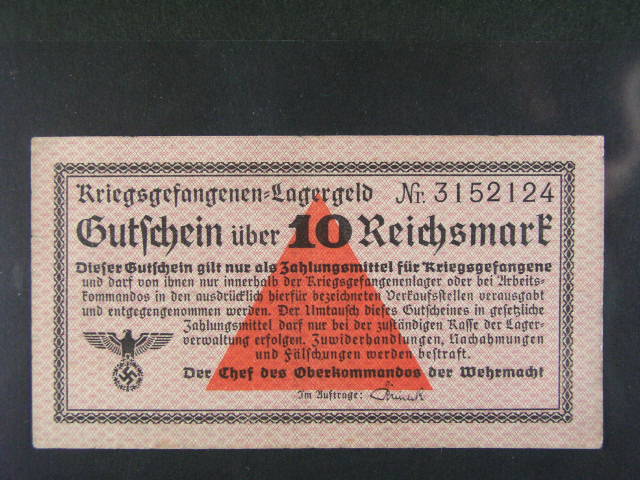 Kriegsgefangenen=Lagergeld Nr. 3152124
Gutschein über 10 Reichsmark
Dieser Gutschein gilt nur als Zahlungsmittel für Kriegsgefangene
und darf von ihnen nur innerhalb der Kriegsgefangenenlager oder bei Arbeits-
kommandos in den ausdrücklich hierfür bezeichneten Verkaufsstellen verausgabt
und entgegengenommen werden. Der Umtausch dieses Gutscheines in gesetzliche
Zahlungsmittel darf nur bei der zuständigen Kasse der Lager-
verwaltung erfolgen. Zuwiderhandlungen, Nachahmungen
und Fälschungen werden bestraft.
Der Chef des Oberkommandos der Wehrmacht
Im Auftrage: